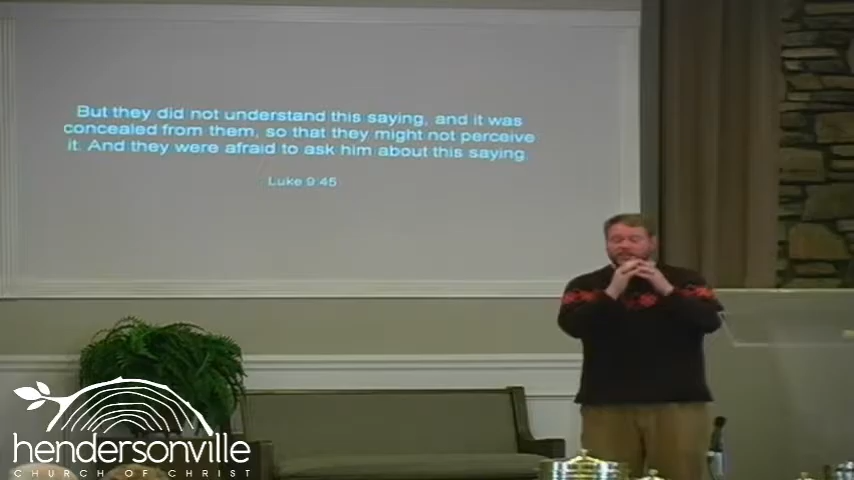 But they did not understand this saying, and it was
concealed from them, so that they might not perceive
it. And they were afraid to ask him about this saying.
Luke 9:45
hendersonville
CHURCH OF CHRIST